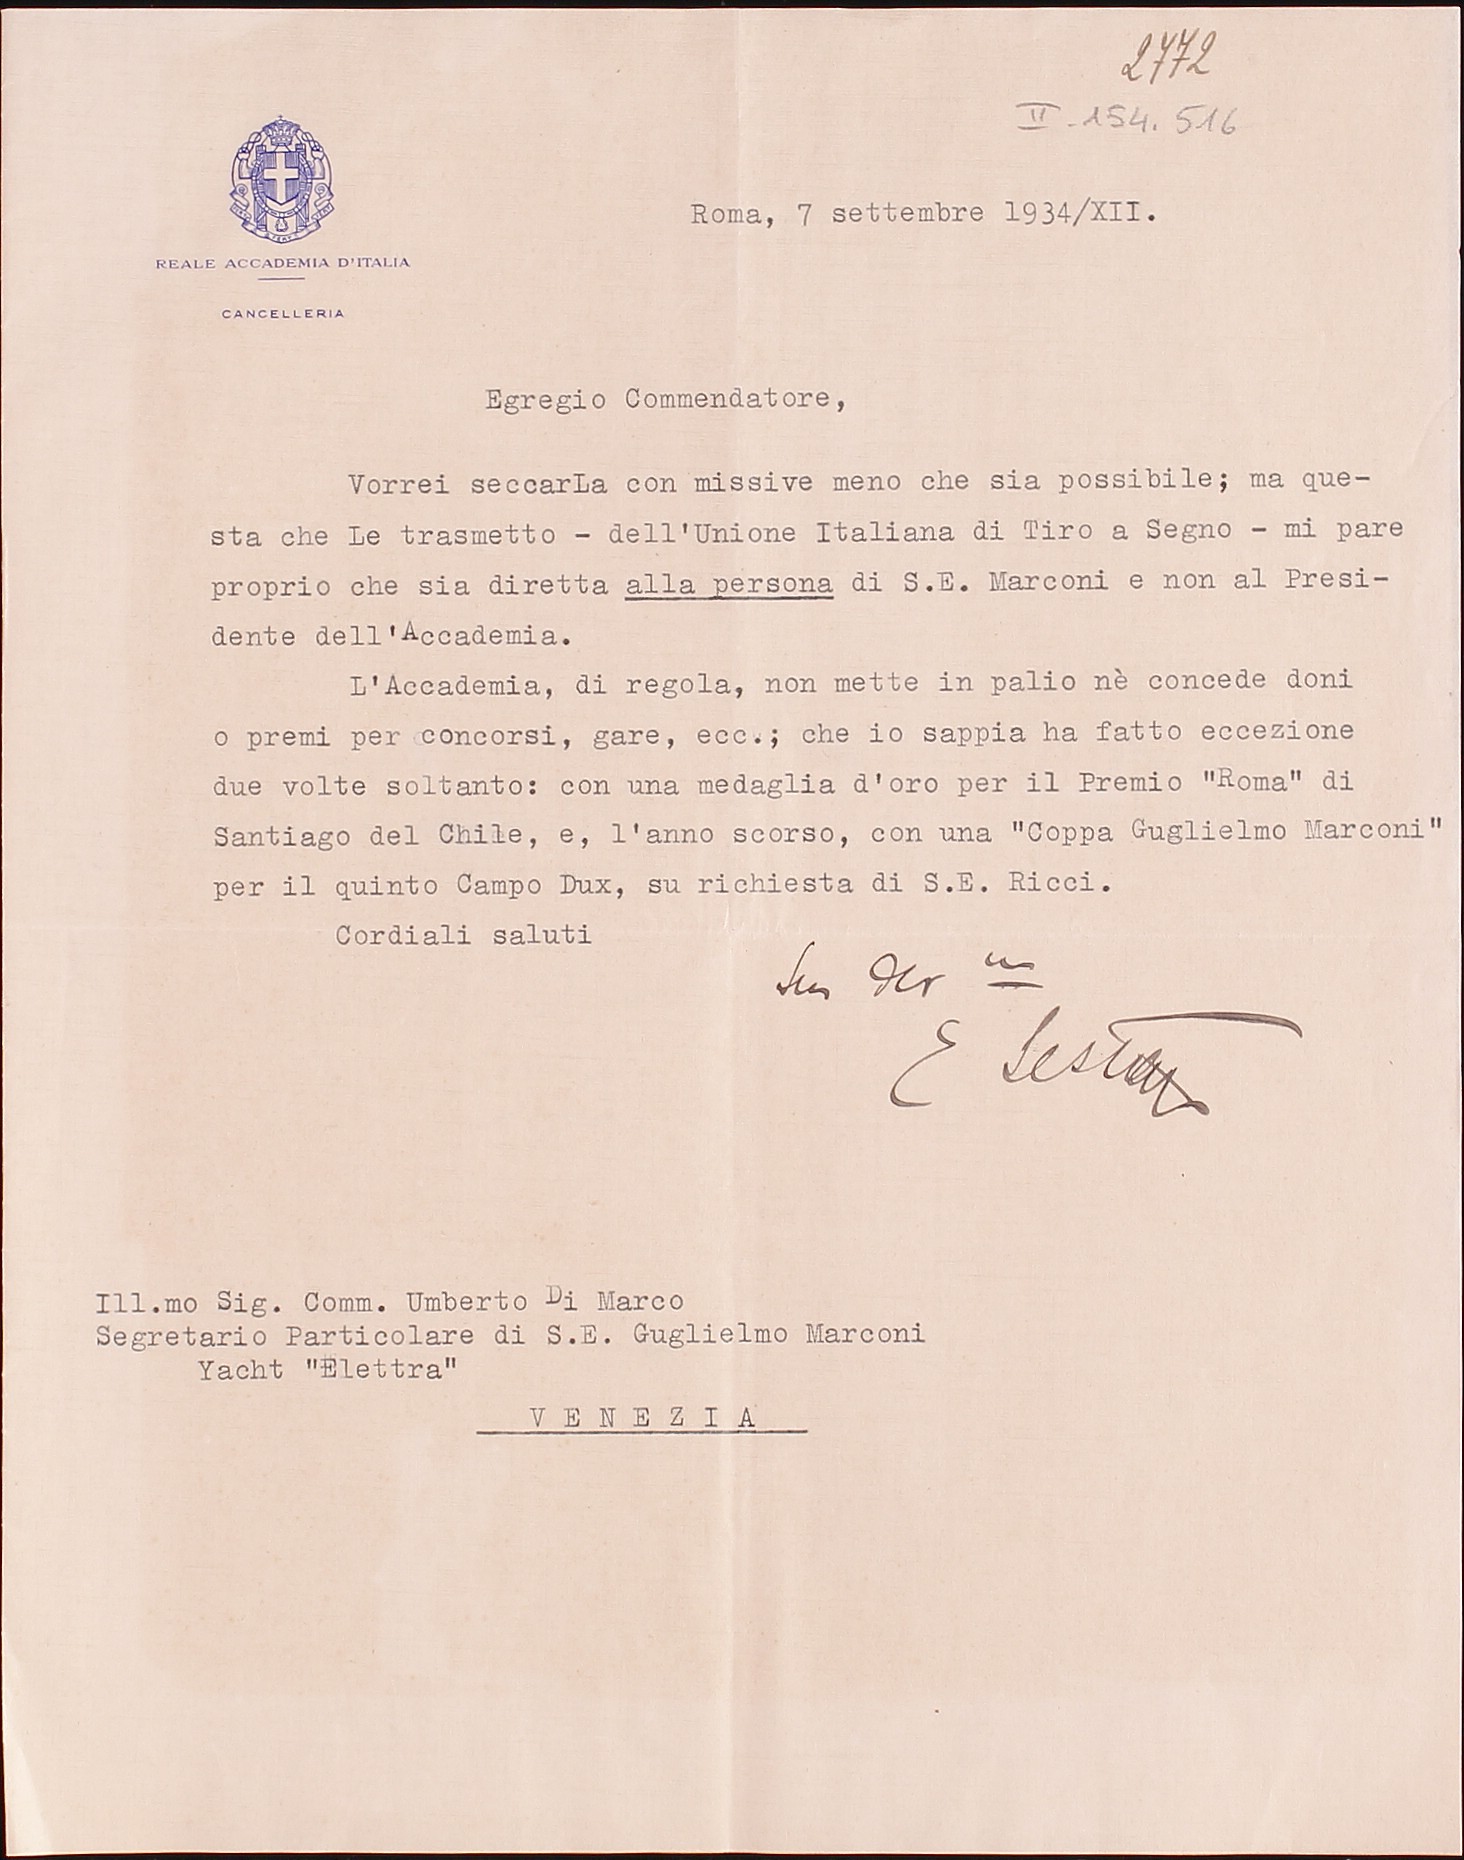 2772
II - 154. 516
REALE ACCADEMIA D'ITALIA
CANCELLERIA
Roma, 7 settembre 1934/XII.
Egregio Commendatore,
Vorrei seccarLa con missive meno che sia possibile; ma que-
sta che Le trasmetto - dell'Unione Italiana di Tiro a Segno - mi pare
proprio che sia diretta alla persona di S.E. Marconi e non al Presi-
dente dell'Accademia.
L'Accademia, di regola, non mette in palio nè concede doni
o premi per concorsi, gare, ecc.; che io sappia ha fatto eccezione
due volte soltanto: con una medaglia d'oro per il Premio "Roma" di
Santiago del Chile, e, l'anno scorso, con una "Coppa Guglielmo Marconi"
per il quinto Campo Dux, su richiesta di S.E. Ricci.
Cordiali saluti
E Sestan
Ill.mo Sig. Comm. Umberto Di Marco
Segretario Particolare di S.E. Guglielmo Marconi
Yacht "Elettra"
VENEZIA